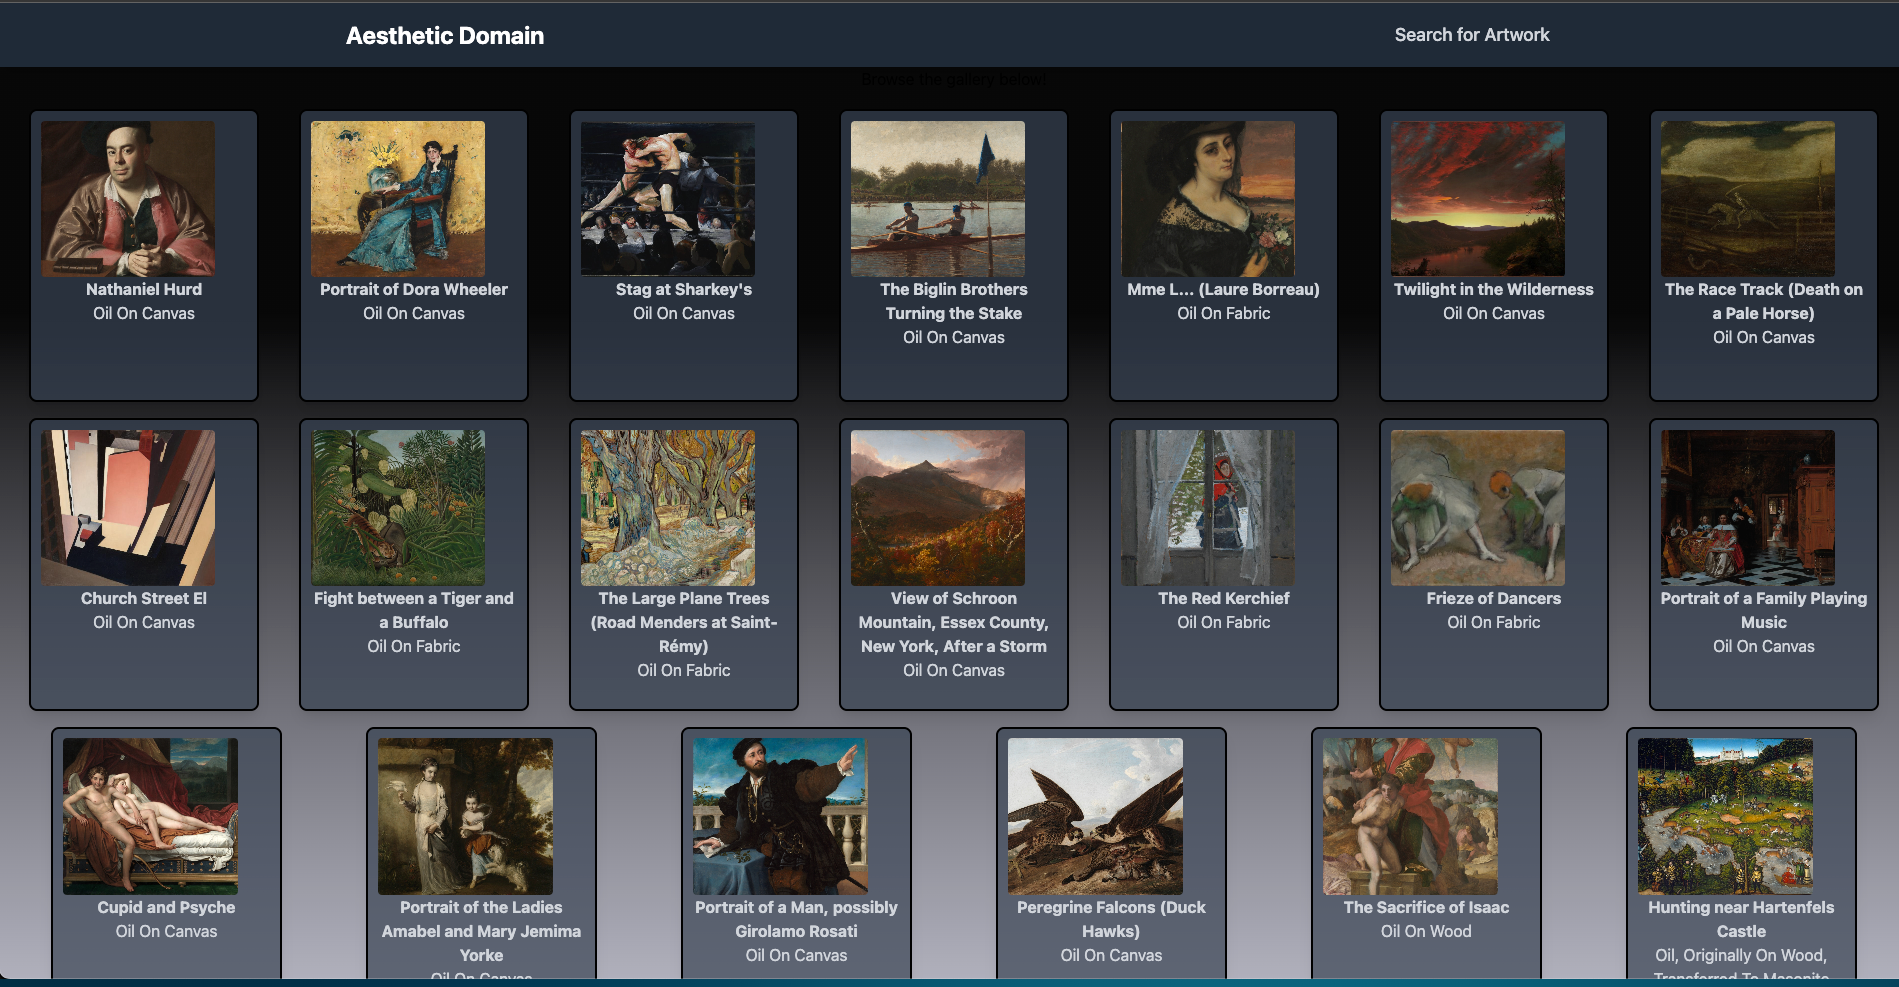 Aesthetic Domain
Search for Artwork
Browse the gallery below!
Nathaniel Hurd
Oil On Canvas
Portrait of Dora Wheeler
Oil On Canvas
Stag at Sharkey's
Oil On Canvas
The Biglin Brothers
Turning the Stake
Oil On Canvas
Mme L... (Laure Borreau)
Oil On Fabric
Twilight in the Wilderness
Oil On Canvas
The Race Track (Death on
a Pale Horse)
Oil On Canvas
Church Street El
Oil On Canvas
Fight between a Tiger and
a Buffalo
Oil On Fabric
The Large Plane Trees
(Road Menders at Saint-
Rémy)
Oil On Fabric
View of Schroon
Mountain, Essex County,
New York, After a Storm
Oil On Canvas
The Red Kerchief
Oil On Fabric
Frieze of Dancers
Oil On Fabric
Portrait of a Family Playing
Music
Oil On Canvas
Cupid and Psyche
Oil On Canvas
Portrait of the Ladies
Amabel and Mary Jemima
Yorke
Oil On Canvas
Portrait of a Man, possibly
Girolamo Rosati
Oil On Canvas
Peregrine Falcons (Duck
Hawks)
Oil On Canvas
The Sacrifice of Isaac
Oil On Wood
Hunting near Hartenfels
Castle
Oil, Originally On Wood,
Transferred To Masonite